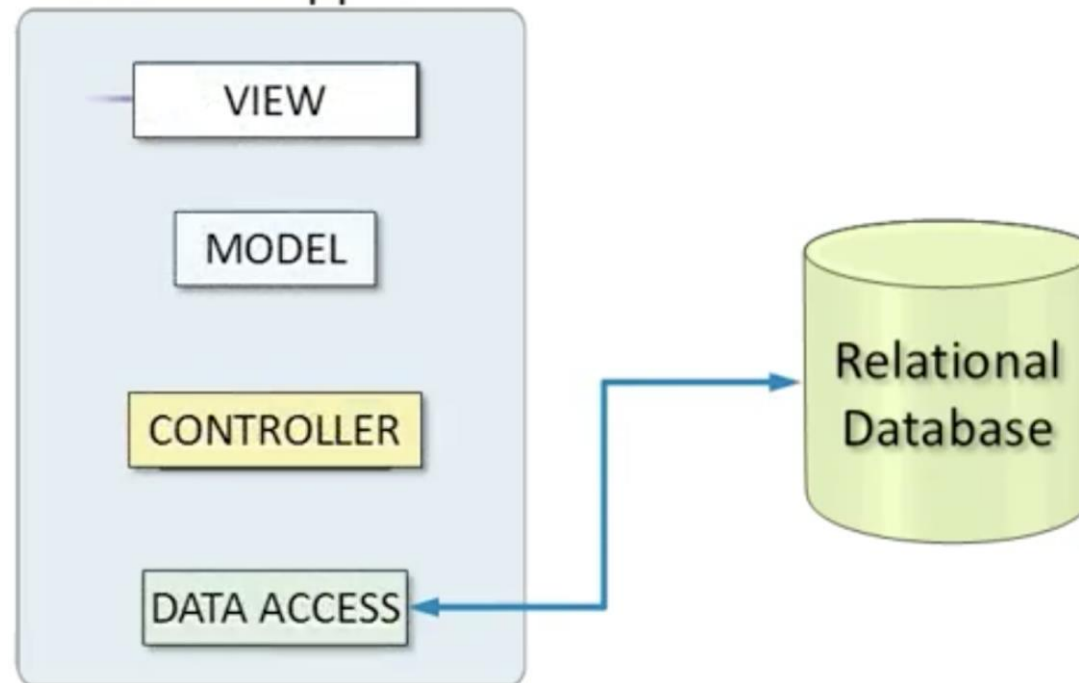 VIEW
MODEL
CONTROLLER
DATA ACCESS
Relational
Database